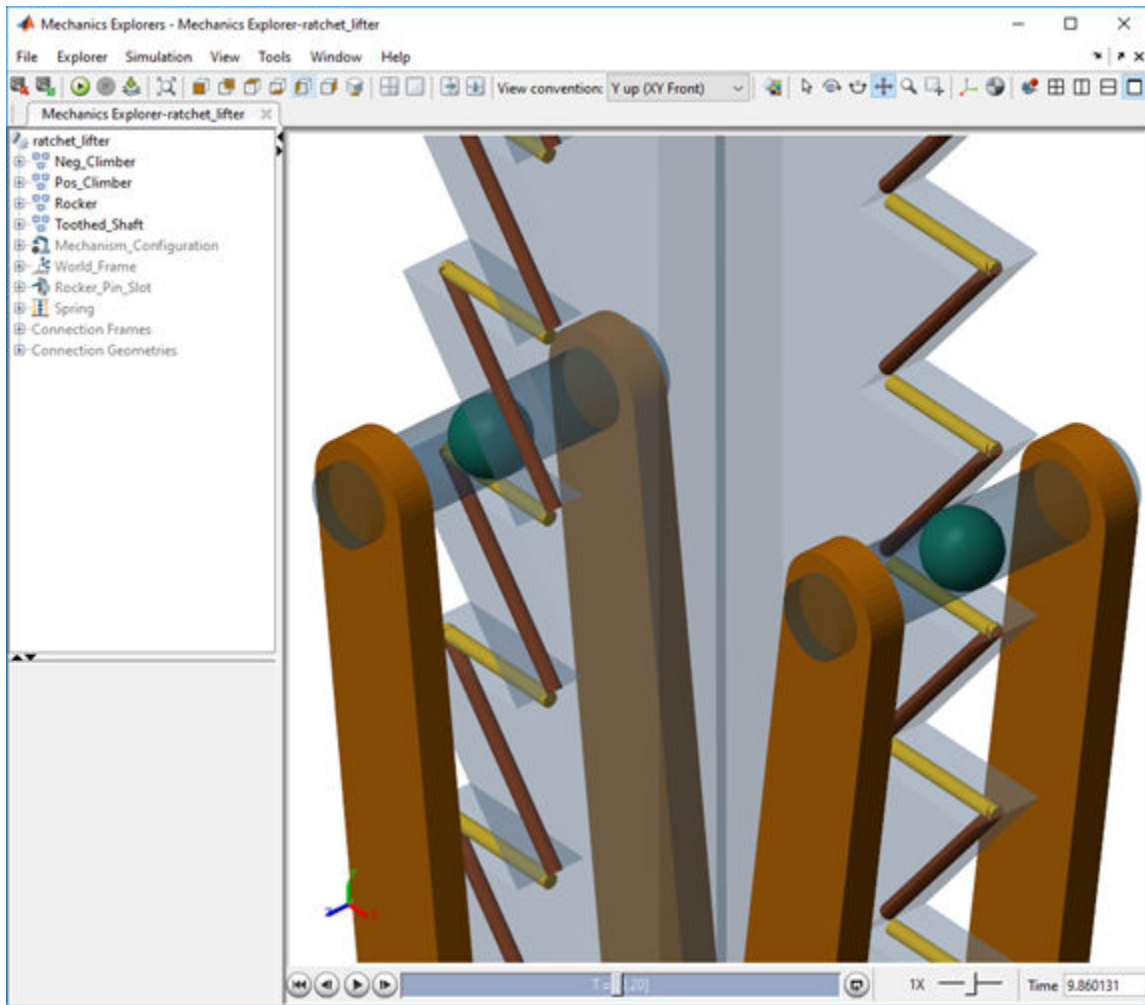 Mechanics Explorers - Mechanics Explorer-ratchet_lifter
File Explorer Simulation View Tools Window Help
View convention: Y up (XY Front)
Mechanics Explorer-ratchet_lifter
ratchet_lifter
Neg_Climber
Pos_Climber
Rocker
Toothed_Shaft
Mechanism_Configuration
World_Frame
Rocker_Pin_Slot
Spring
Connection Frames
Connection Geometries
1X Time 9.860131